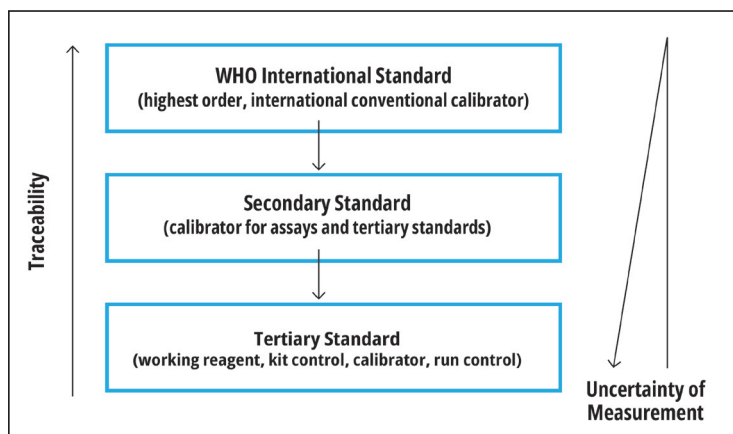 WHO International Standard
(highest order, international conventional calibrator)
Traceability
Secondary Standard
(calibrator for assays and tertiary standards)
Tertiary Standard
(working reagent, kit control, calibrator, run control)
Uncertainty of
Measurement